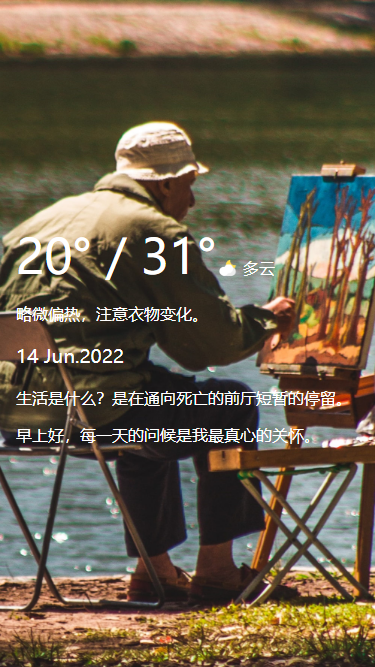 20° / 31° 多云
略微偏热，注意衣物变化。
14 Jun.2022
生活是什么？是在通向死亡的前厅短暂的停留。
早上好，每一天的问候是我最真心的关怀。